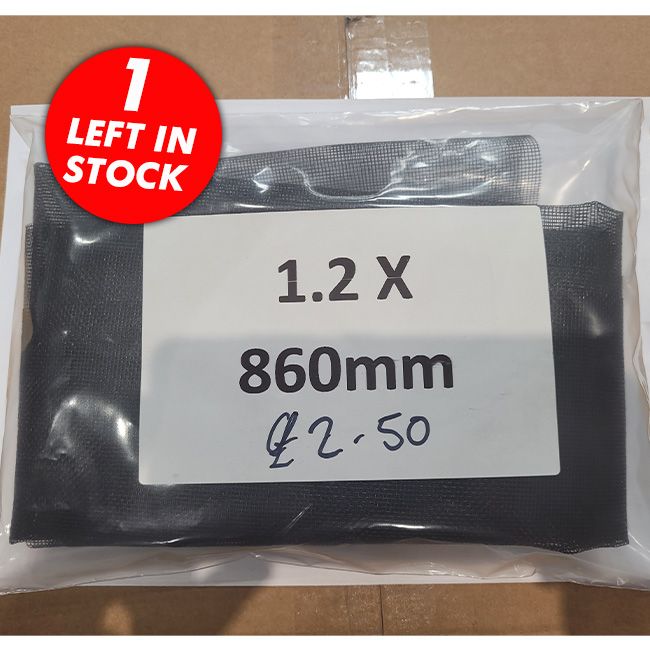 1
LEFT IN
STOCK
1.2 X
860mm
£2.50